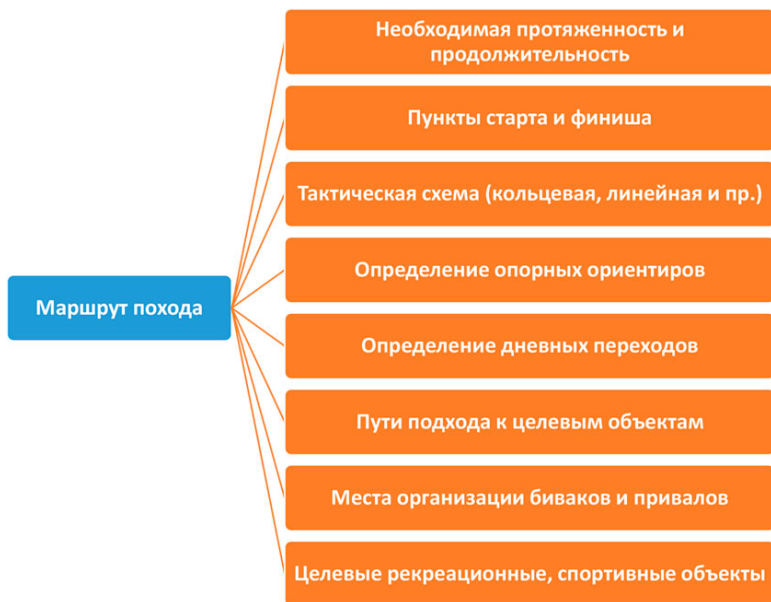 Маршрут похода
Необходимая протяженность и
продолжительность
Пункты старта и финиша
Тактическая схема (кольцевая, линейная и пр.)
Определение опорных ориентиров
Определение дневных переходов
Пути подхода к целевым объектам
Места организации биваков и привалов
Целевые рекреационные, спортивные объекты